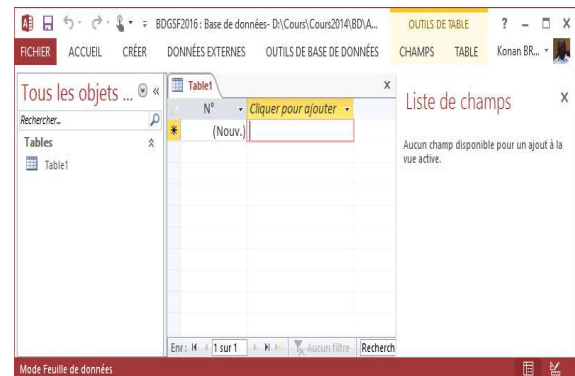 BDGSF2016 : Base de données- D:\Cours\Cours2014\BD\A... OUTILS DE TABLE ?
FICHIER ACCUEIL CRÉER DONNÉES EXTERNES OUTILS DE BASE DE DONNÉES CHAMPS TABLE Konan BR...
Tous les objets ... «
Rechercher...
Tables
Table1
Table1 x
N° Cliquer pour ajouter
* (Nouv.)
Enr : 1 sur 1 Aucun filtre Recherch
Liste de champs x
Aucun champ disponible pour un ajout à la
vue active.
Mode Feuille de données